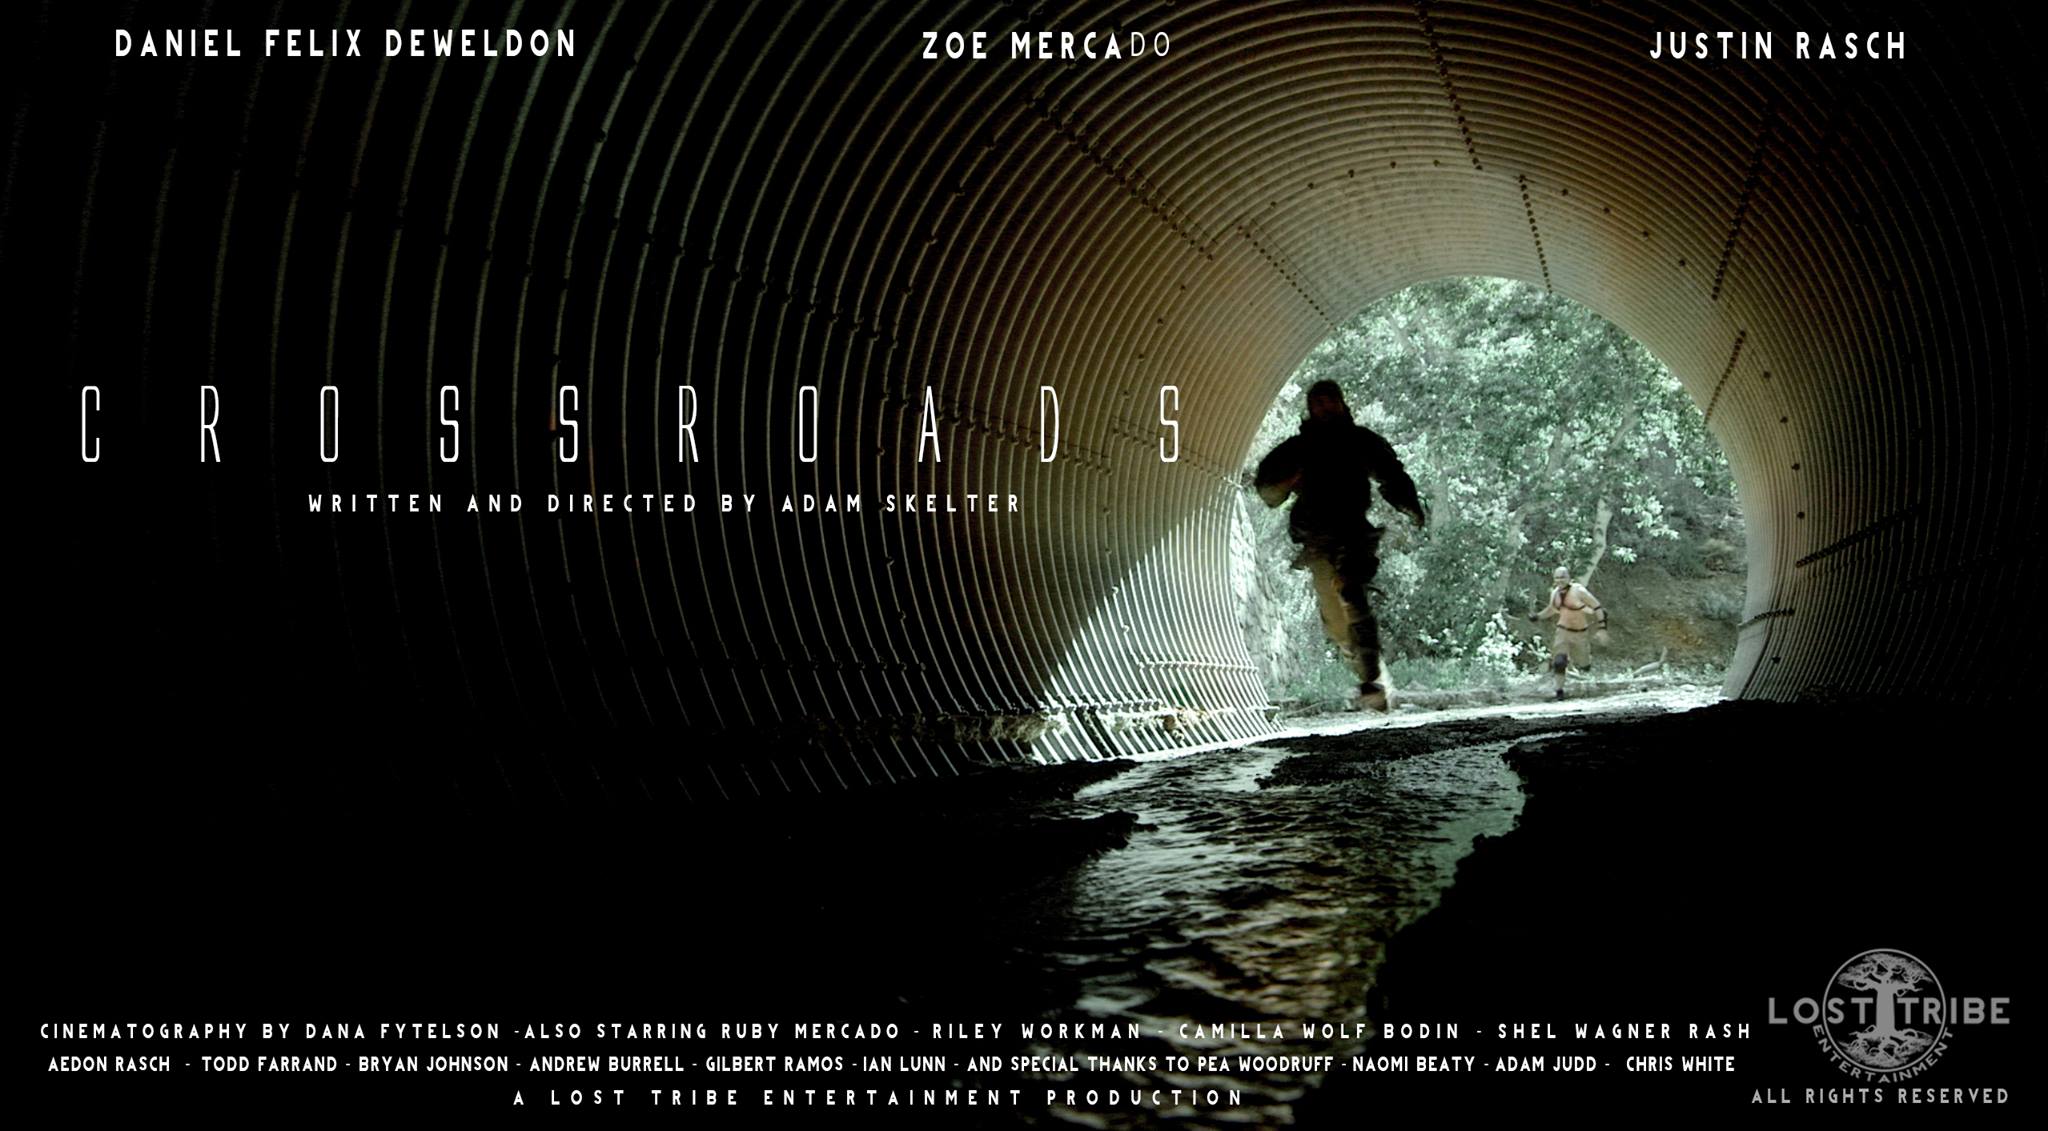 DANIEL FELIX DEWELDON
ZOE MERCADO
JUSTIN RASCH
CROSSROADS
WRITTEN AND DIRECTED BY ADAM SKELTER
CINEMATOGRAPHY BY DANA FYTELSON -ALSO STARRING RUBY MERCADO - RILEY WORKMAN - CAMILLA WOLF BODIN - SHEL WAGNER RASH
AEDON RASCH - TODD FARRAND - BRYAN JOHNSON - ANDREW BURRELL - GILBERT RAMOS - IAN LUNN - AND SPECIAL THANKS TO PEA WOODRUFF - NAOMI BEATY - ADAM JUDD - CHRIS WHITE
A LOST TRIBE ENTERTAINMENT PRODUCTION
LOST TRIBE
ENTERTAINMENT
ALL RIGHTS RESERVED